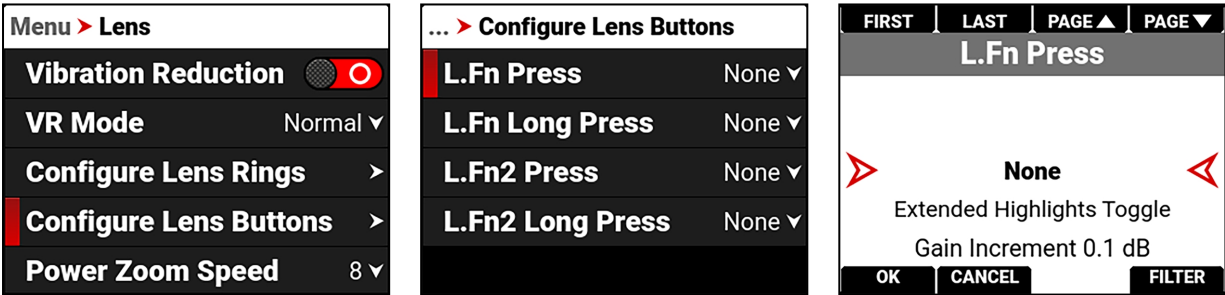 Menu > Lens
Vibration Reduction
VR Mode Normal
Configure Lens Rings
Configure Lens Buttons
Power Zoom Speed 8
... > Configure Lens Buttons
L.Fn Press None
L.Fn Long Press None
L.Fn2 Press None
L.Fn2 Long Press None
FIRST LAST PAGE▲ PAGE▼
L.Fn Press
None
Extended Highlights Toggle
Gain Increment 0.1 dB
OK CANCEL FILTER